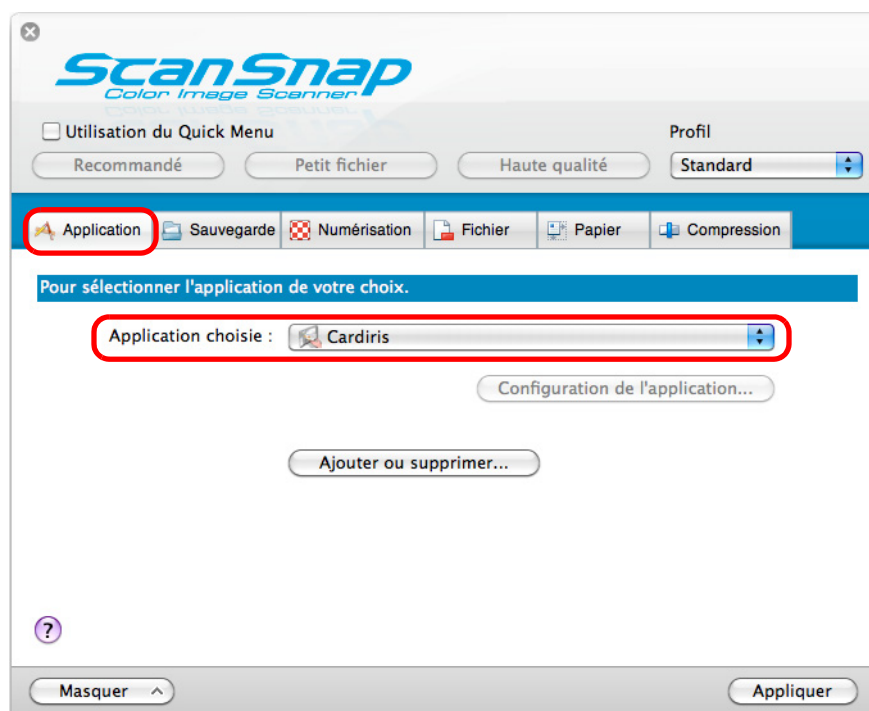 ScanSnap
Color Image Scanner
Utilisation du Quick Menu
Profil
Recommandé
Petit fichier
Haute qualité
Standard
Application
Sauvegarde
Numérisation
Fichier
Papier
Compression
Pour sélectionner l'application de votre choix.
Application choisie : Cardiris
Configuration de l'application...
Ajouter ou supprimer...
?
Masquer
Appliquer